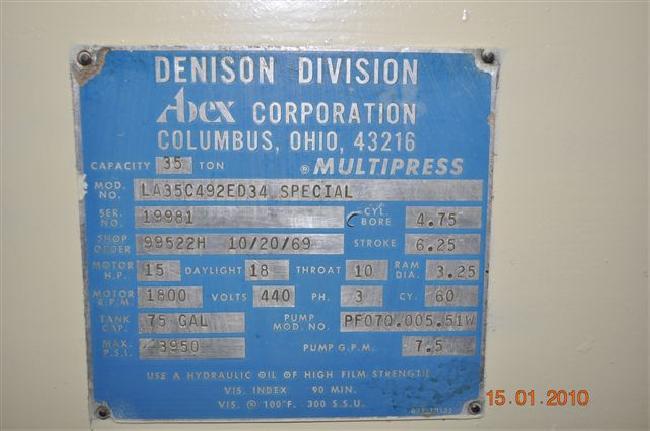 DENISON DIVISION
Abex CORPORATION
COLUMBUS, OHIO, 43216
CAPACITY 35 TON ® MULTIPRESS
MOD. NO. LA35C492ED34 SPECIAL
SER. NO. 19981 CYL. BORE 4.75
SHOP ORDER 99522H 10/20/69 STROKE 6.25
MOTOR H.P. 15 DAYLIGHT 18 THROAT 10 RAM DIA. 3.25
MOTOR R.P.M. 1800 VOLTS 440 PH. 3 CY. 60
TANK CAP. 75 GAL PUMP MOD. NO. PF07Q.005.51W
MAX. P.S.I. 3950 PUMP G.P.M. 7.5
USE A HYDRAULIC OIL OF HIGH FILM STRENGTH
VIS. INDEX 90 MIN.
VIS. @ 100°F. 300 S.S.U.
15.01.2010